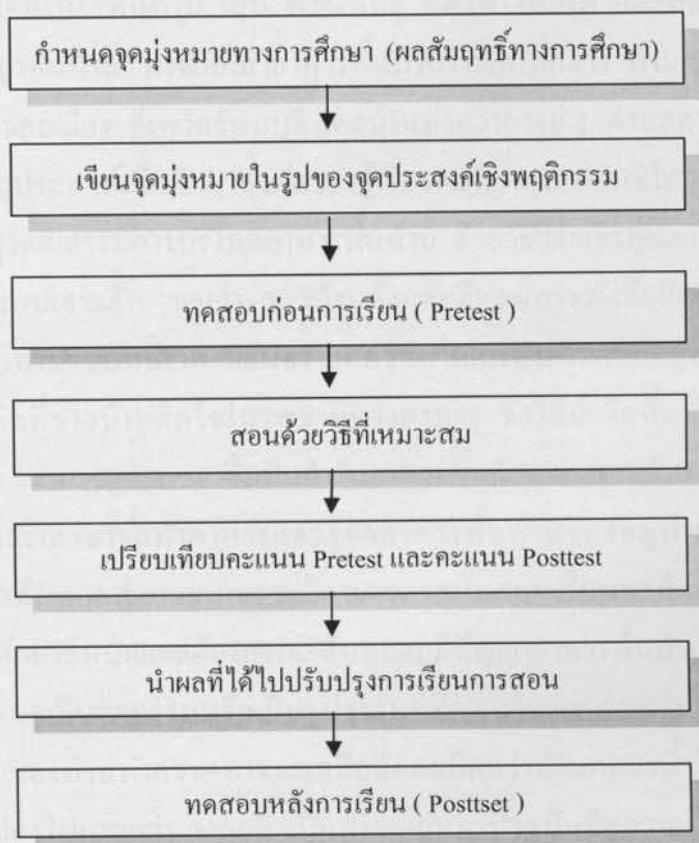 กำหนดจุดมุ่งหมายทางการศึกษา (ผลสัมฤทธิ์ทางการศึกษา)
เขียนจุดมุ่งหมายในรูปของจุดประสงค์เชิงพฤติกรรม
ทดสอบก่อนการเรียน ( Pretest )
สอนด้วยวิธีที่เหมาะสม
เปรียบเทียบคะแนน Pretest และคะแนน Posttest
นำผลที่ได้ไปปรับปรุงการเรียนการสอน
ทดสอบหลังการเรียน ( Posttset )